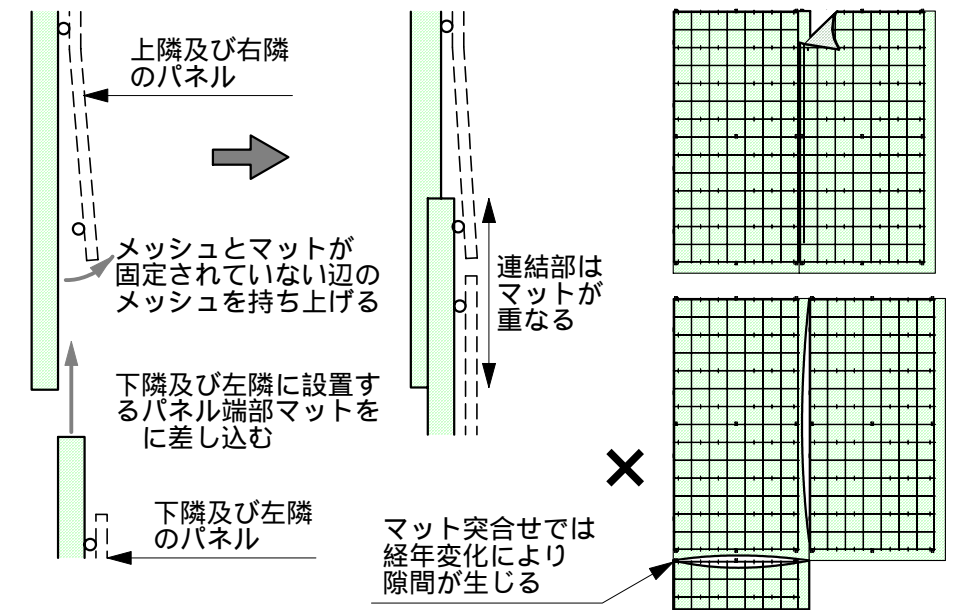 上隣及び右隣
のパネル
メッシュとマットが
固定されていない辺の
メッシュを持ち上げる
下隣及び左隣に設置す
るパネル端部マットを
に差し込む
下隣及び左隣
のパネル
連結部は
マットが
重なる
マット突合せでは
経年変化により
隙間が生じる